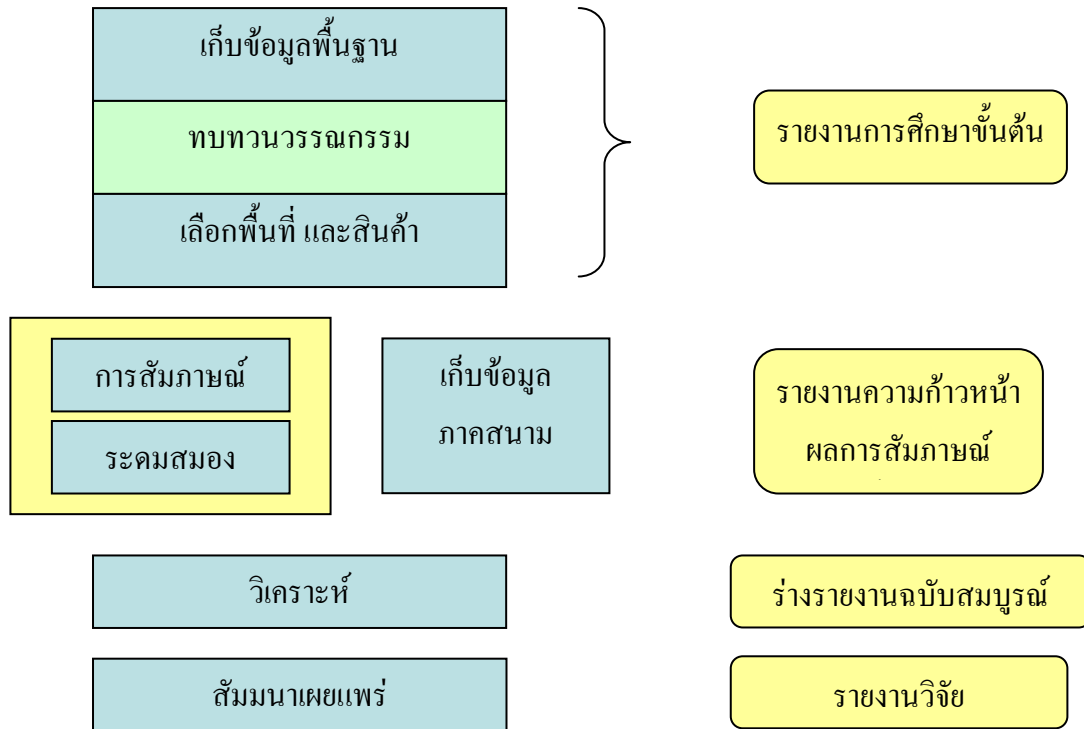 เก็บข้อมูลพื้นฐาน
ทบทวนวรรณกรรม
รายงานการศึกษาขั้นต้น
เลือกพื้นที่ และสินค้า
การสัมภาษณ์
ระดมสมอง
เก็บข้อมูล
ภาคสนาม
รายงานความก้าวหน้า
ผลการสัมภาษณ์
วิเคราะห์
ร่างรายงานฉบับสมบูรณ์
สัมมนาเผยแพร่
รายงานวิจัย